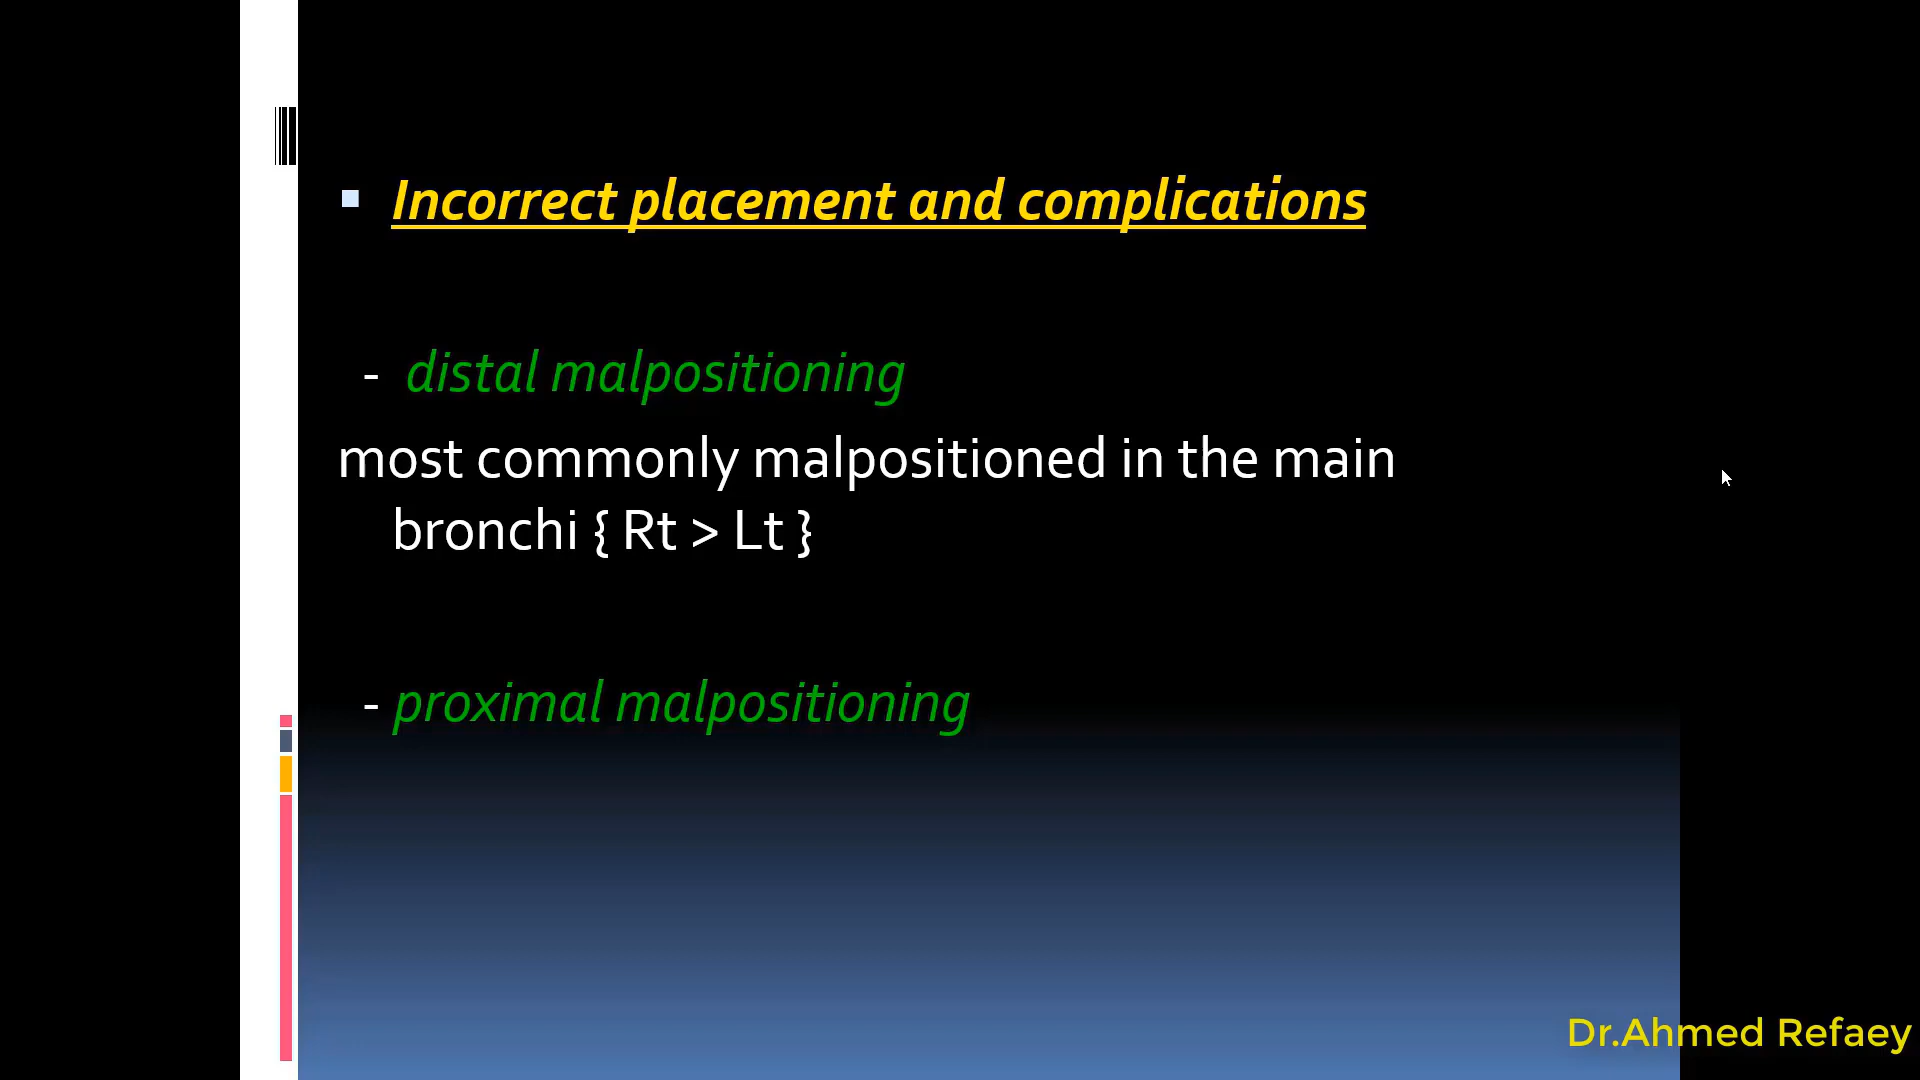 ▪ Incorrect placement and complications
- distal malpositioning
most commonly malpositioned in the main
bronchi { Rt > Lt }
- proximal malpositioning
Dr.Ahmed Refaey